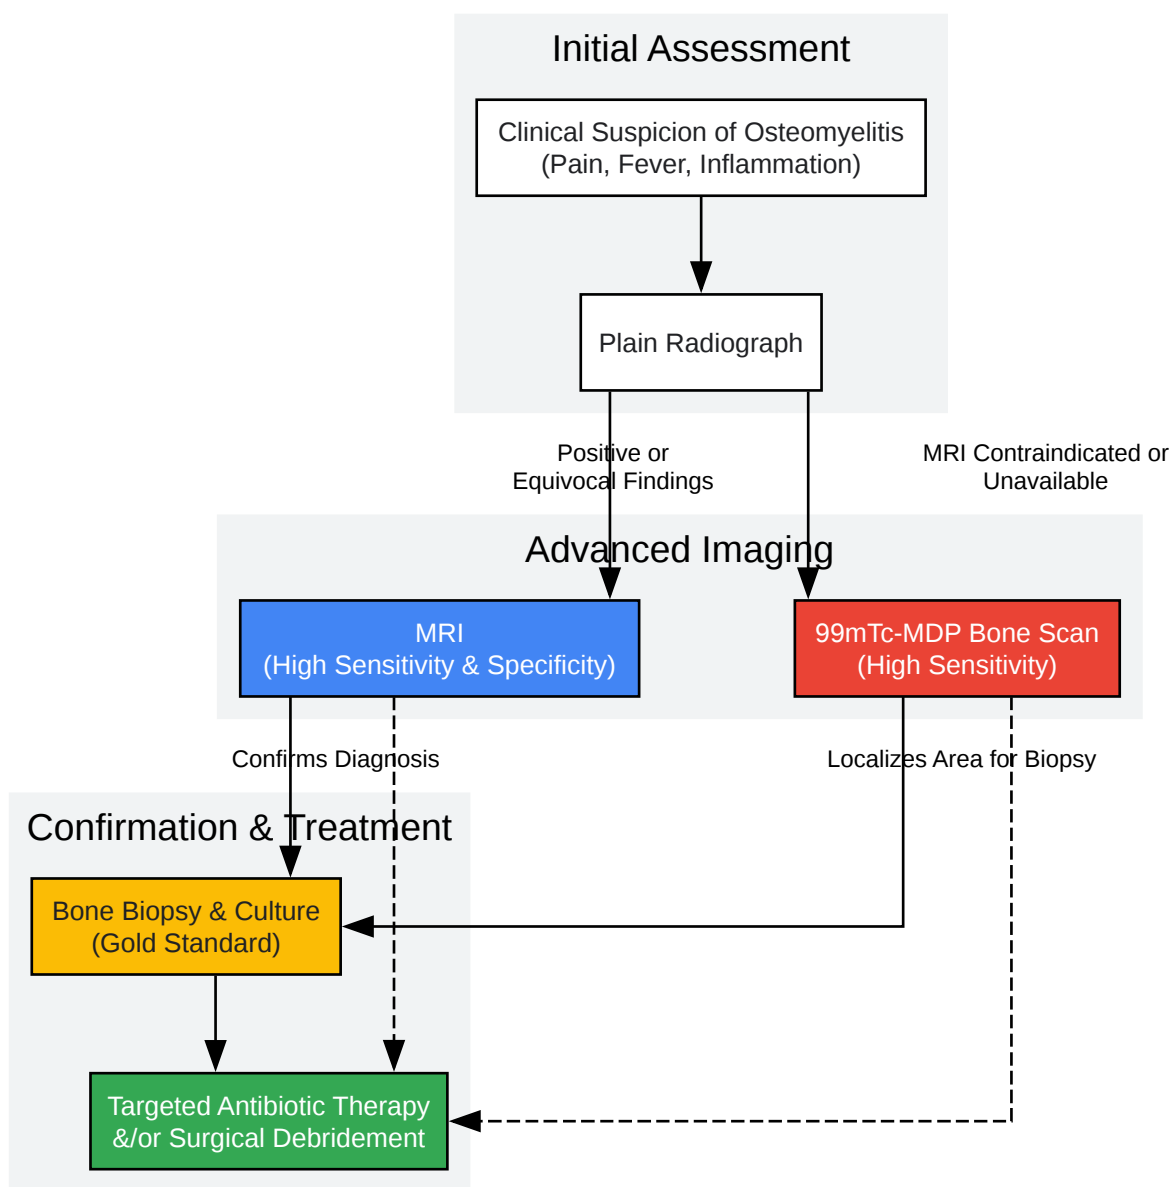 Initial Assessment
Clinical Suspicion of Osteomyelitis
(Pain, Fever, Inflammation)
Plain Radiograph
Positive or
Equivocal Findings
MRI Contraindicated or
Unavailable
Advanced Imaging
MRI
(High Sensitivity & Specificity)
99mTc-MDP Bone Scan
(High Sensitivity)
Confirms Diagnosis
Localizes Area for Biopsy
Confirmation & Treatment
Bone Biopsy & Culture
(Gold Standard)
Targeted Antibiotic Therapy
&/or Surgical Debridement